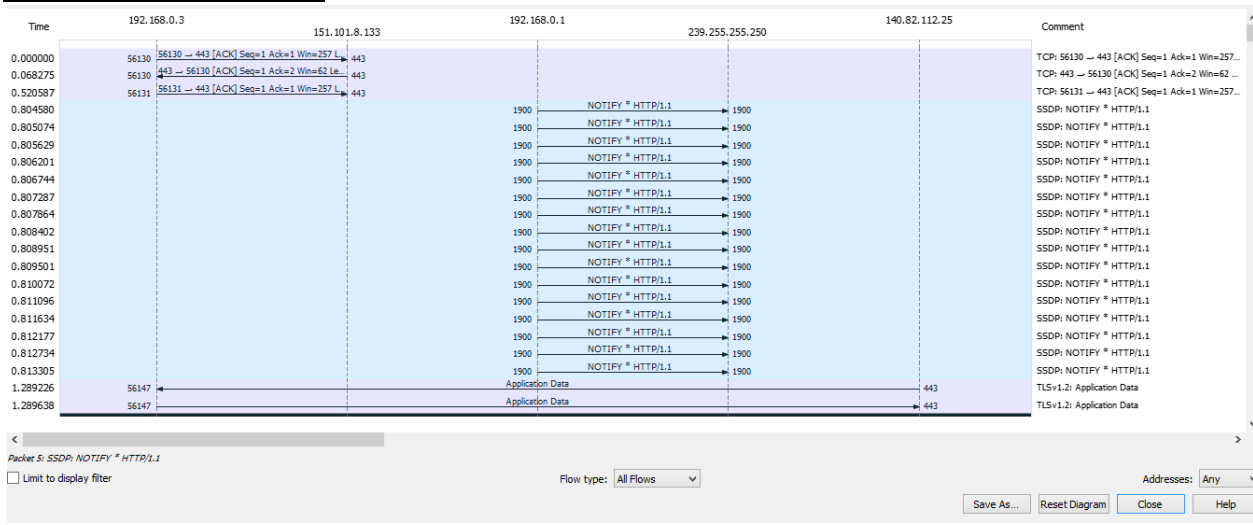 Time 192.168.0.3 151.101.8.133 192.168.0.1 239.255.255.250 140.82.112.25 Comment
0.000000 56130 56130 → 443 [ACK] Seq=1 Ack=1 Win=257 L... 443 TCP: 56130 → 443 [ACK] Seq=1 Ack=1 Win=257...
0.068275 56130 443 → 56130 [ACK] Seq=1 Ack=2 Win=62 Le... 443 TCP: 443 → 56130 [ACK] Seq=1 Ack=2 Win=62 ...
0.520587 56131 56131 → 443 [ACK] Seq=1 Ack=1 Win=257 L... 443 TCP: 56131 → 443 [ACK] Seq=1 Ack=1 Win=257...
0.804580 1900 NOTIFY * HTTP/1.1 1900 SSDP: NOTIFY * HTTP/1.1
0.805074 1900 NOTIFY * HTTP/1.1 1900 SSDP: NOTIFY * HTTP/1.1
0.805629 1900 NOTIFY * HTTP/1.1 1900 SSDP: NOTIFY * HTTP/1.1
0.806201 1900 NOTIFY * HTTP/1.1 1900 SSDP: NOTIFY * HTTP/1.1
0.806744 1900 NOTIFY * HTTP/1.1 1900 SSDP: NOTIFY * HTTP/1.1
0.807287 1900 NOTIFY * HTTP/1.1 1900 SSDP: NOTIFY * HTTP/1.1
0.807864 1900 NOTIFY * HTTP/1.1 1900 SSDP: NOTIFY * HTTP/1.1
0.808402 1900 NOTIFY * HTTP/1.1 1900 SSDP: NOTIFY * HTTP/1.1
0.808951 1900 NOTIFY * HTTP/1.1 1900 SSDP: NOTIFY * HTTP/1.1
0.809501 1900 NOTIFY * HTTP/1.1 1900 SSDP: NOTIFY * HTTP/1.1
0.810072 1900 NOTIFY * HTTP/1.1 1900 SSDP: NOTIFY * HTTP/1.1
0.811096 1900 NOTIFY * HTTP/1.1 1900 SSDP: NOTIFY * HTTP/1.1
0.811634 1900 NOTIFY * HTTP/1.1 1900 SSDP: NOTIFY * HTTP/1.1
0.812177 1900 NOTIFY * HTTP/1.1 1900 SSDP: NOTIFY * HTTP/1.1
0.812734 1900 NOTIFY * HTTP/1.1 1900 SSDP: NOTIFY * HTTP/1.1
0.813305 1900 NOTIFY * HTTP/1.1 1900 SSDP: NOTIFY * HTTP/1.1
1.289226 56147 Application Data 443 TLSv1.2: Application Data
1.289638 56147 Application Data 443 TLSv1.2: Application Data
Packet 5: SSDP: NOTIFY * HTTP/1.1
Limit to display filter Flow type: All Flows Addresses: Any
Save As... Reset Diagram Close Help